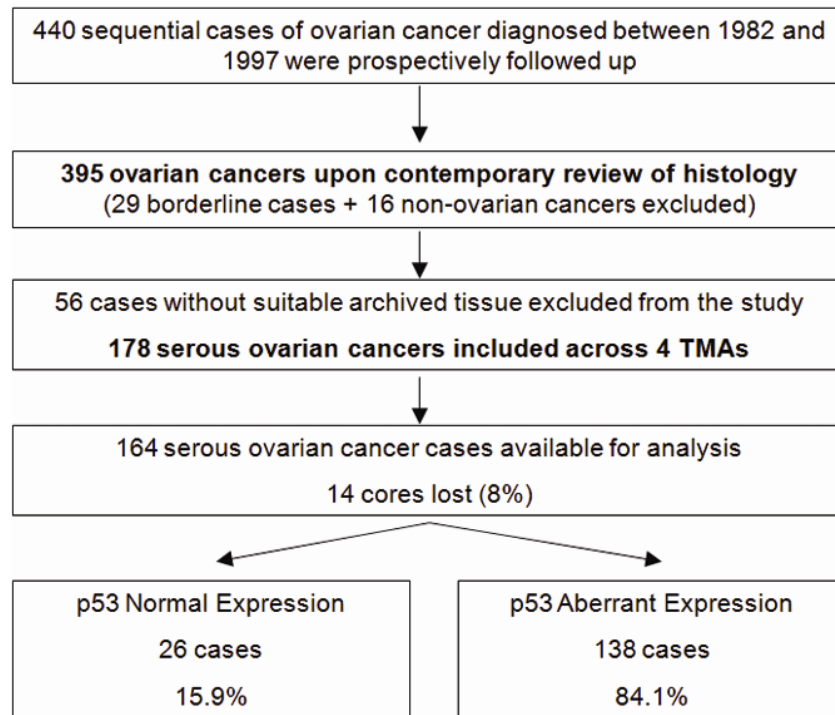 440 sequential cases of ovarian cancer diagnosed between 1982 and
1997 were prospectively followed up
395 ovarian cancers upon contemporary review of histology
(29 borderline cases + 16 non-ovarian cancers excluded)
56 cases without suitable archived tissue excluded from the study
178 serous ovarian cancers included across 4 TMAs
164 serous ovarian cancer cases available for analysis
14 cores lost (8%)
p53 Normal Expression
26 cases
15.9%
p53 Aberrant Expression
138 cases
84.1%